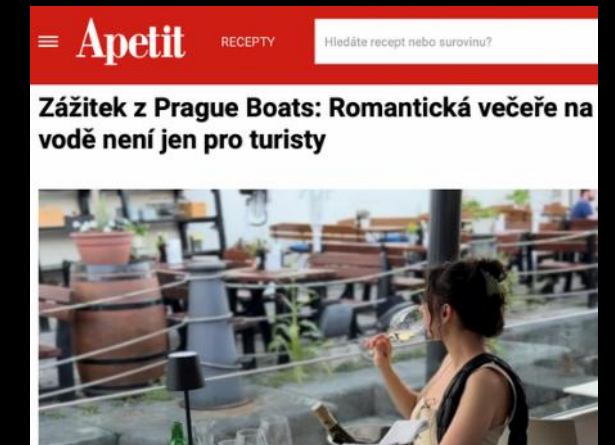 Apetit
RECEPTY
Hledáte recept nebo surovinu?
Zážitek z Prague Boats: Romantická večeře na
vodě není jen pro turisty